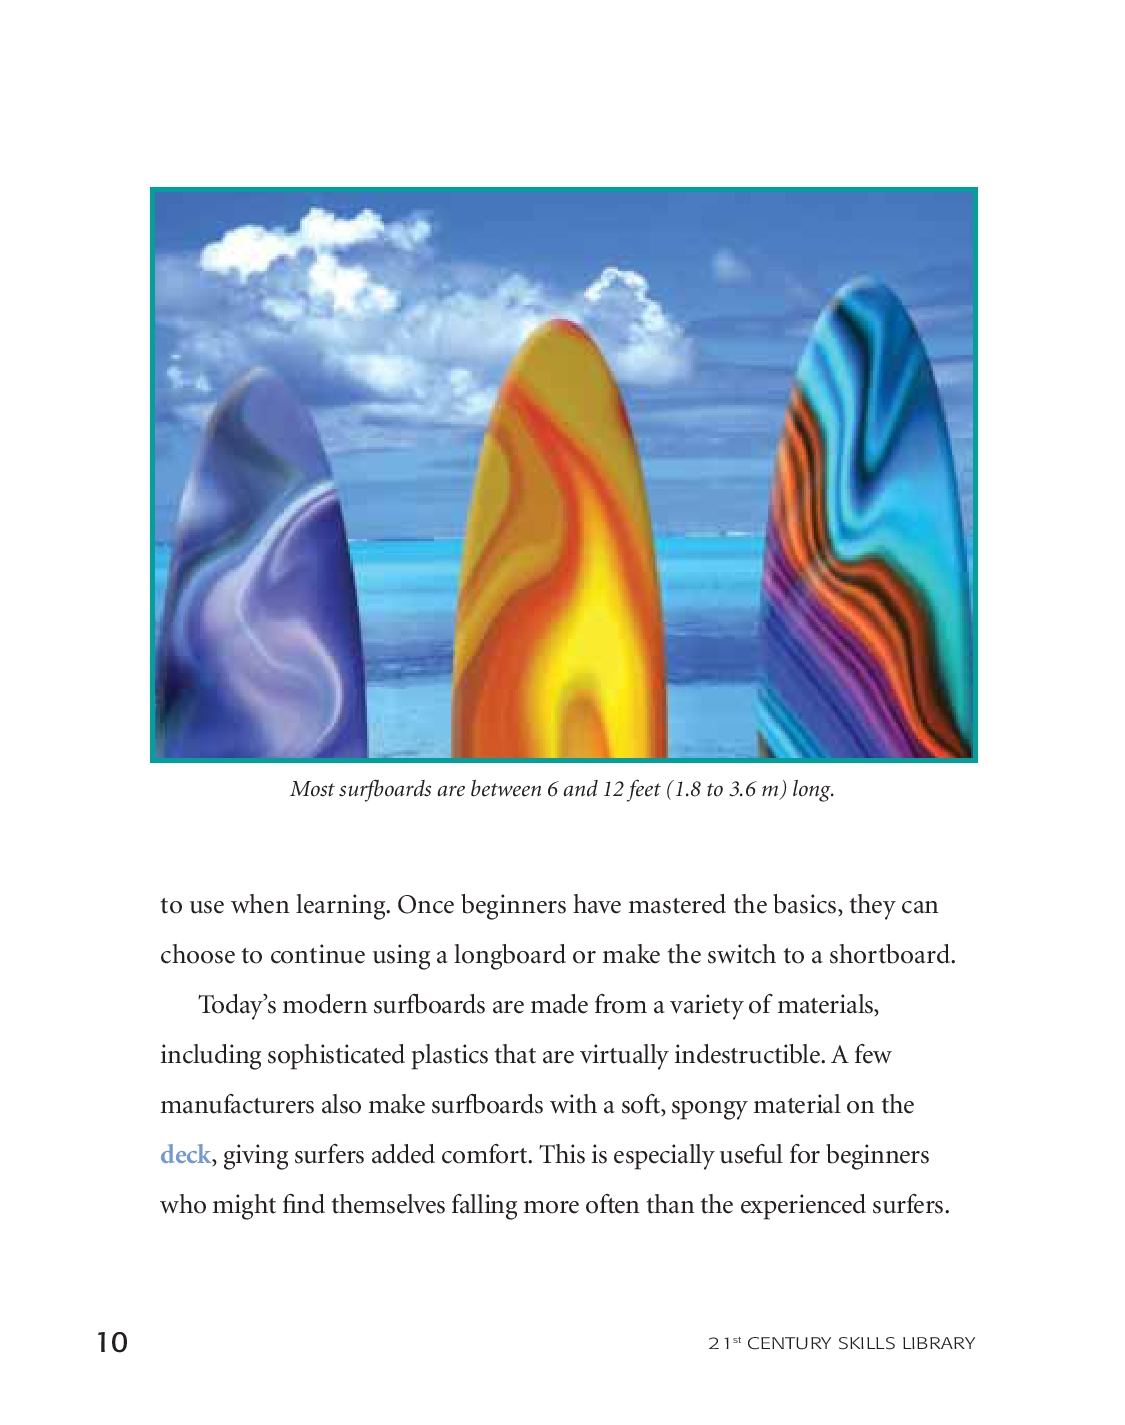 Most surfboards are between 6 and 12 feet (1.8 to 3.6 m) long.
to use when learning. Once beginners have mastered the basics, they can
choose to continue using a longboard or make the switch to a shortboard.
Today’s modern surfboards are made from a variety of materials,
including sophisticated plastics that are virtually indestructible. A few
manufacturers also make surfboards with a soft, spongy material on the
deck, giving surfers added comfort. This is especially useful for beginners
who might find themselves falling more often than the experienced surfers.
10
21st CENTURY SKILLS LIBRARY